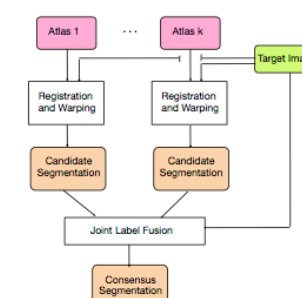 Atlas 1
...
Atlas k
Target
Registration
and Warping
Registration
and Warping
Candidate
Segmentation
Candidate
Segmentation
Joint Label Fusion
Consensus
Segmentation